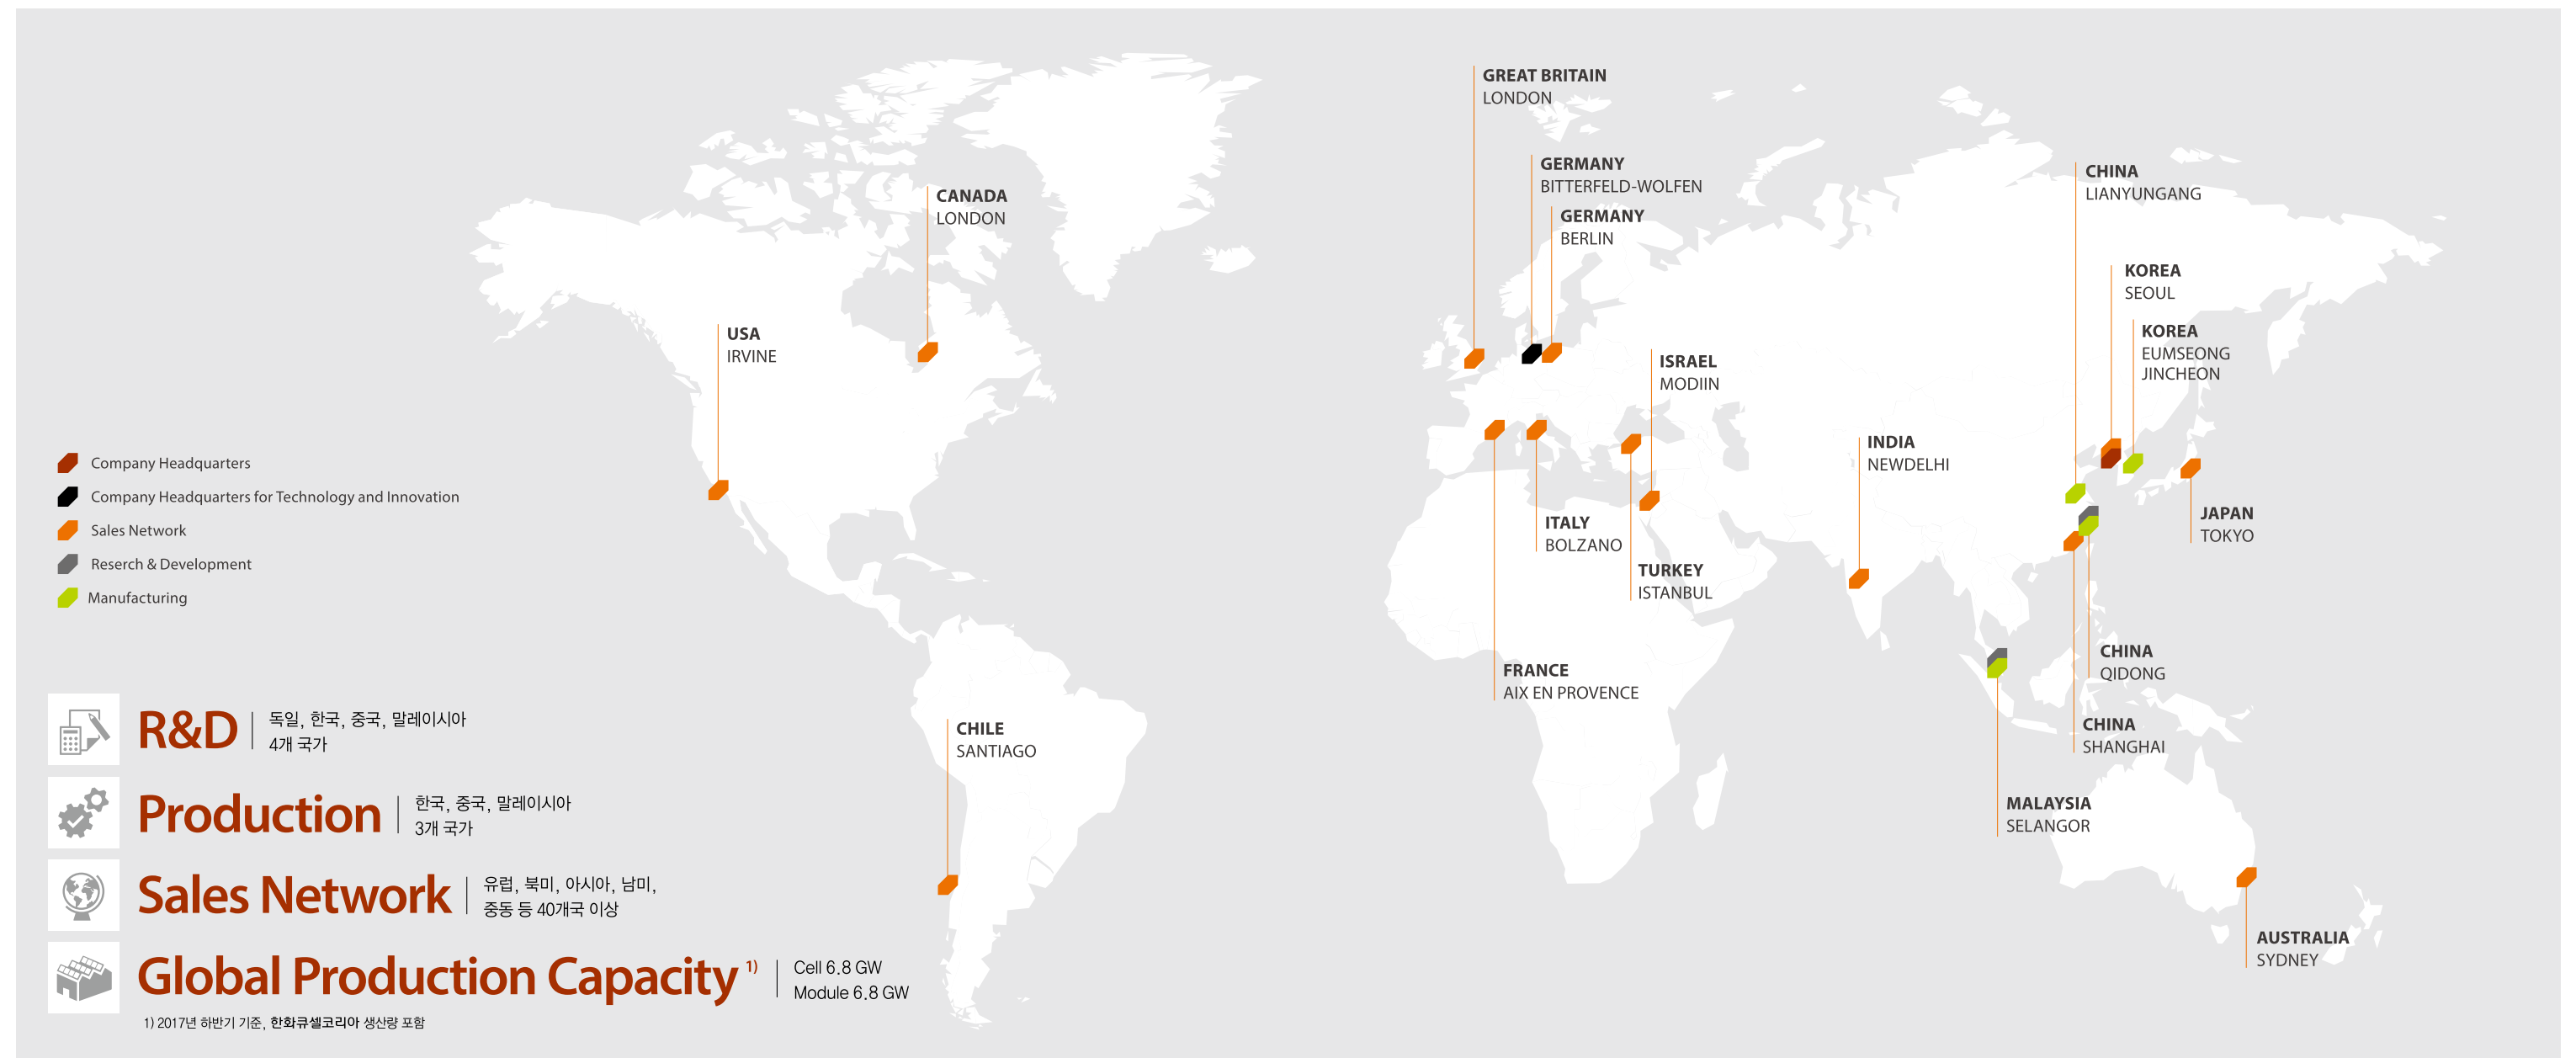 GREAT BRITAIN
LONDON
GERMANY
BITTERFELD-WOLFEN
CHINA
LIANYUNGANG
CANADA
LONDON
GERMANY
BERLIN
KOREA
SEOUL
USA
IRVINE
KOREA
EUMSEONG
JINCHEON
ISRAEL
MODIIN
INDIA
NEWDELHI
Company Headquarters
Company Headquarters for Technology and Innovation
Sales Network
Reserch & Development
Manufacturing
ITALY
BOLZANO
JAPAN
TOKYO
TURKEY
ISTANBUL
FRANCE
AIX EN PROVENCE
CHINA
QIDONG
CHILE
SANTIAGO
CHINA
SHANGHAI
MALAYSIA
SELANGOR
AUSTRALIA
SYDNEY
R&D
독일, 한국, 중국, 말레이시아
4개 국가
Production
한국, 중국, 말레이시아
3개 국가
Sales Network
유럽, 북미, 아시아, 남미,
중동 등 40개국 이상
Global Production Capacity 1)
Cell 6.8 GW
Module 6.8 GW
1) 2017년 하반기 기준, 한화큐셀코리아 생산량 포함